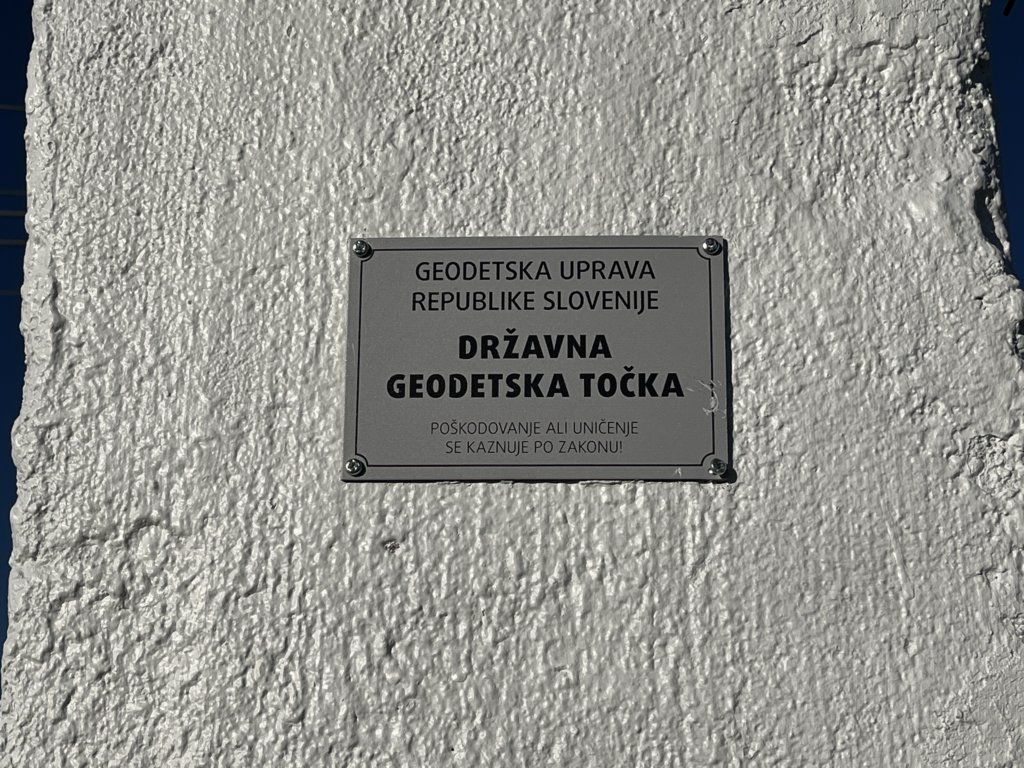 GEODETSKA UPRAVA
REPUBLIKE SLOVENIJE
DRŽAVNA
GEODETSKA TOČKA
POŠKODOVANJE ALI UNIČENJE
SE KAZNUJE PO ZAKONU!